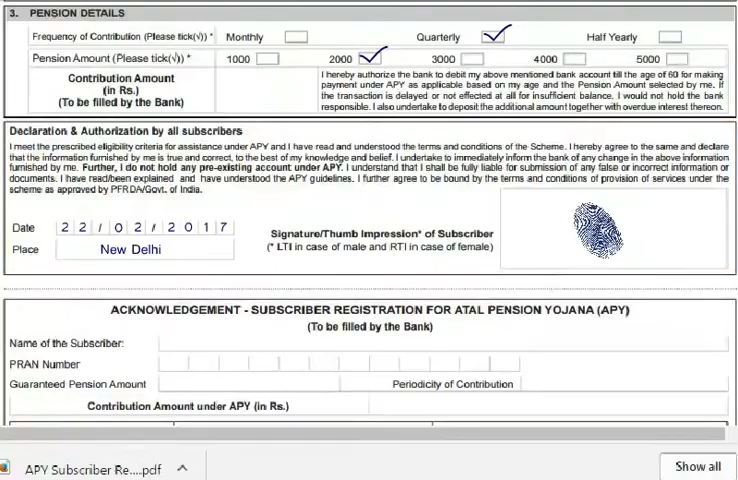 3. PENSION DETAILS
Frequency of Contribution (Please tick(√)) * Monthly Quarterly Half Yearly
Pension Amount (Please tick(√)) * 1000 2000 3000 4000 5000
Contribution Amount
(in Rs.)
(To be filled by the Bank)
I hereby authorize the bank to debit my above mentioned bank account till the age of 60 for making
payment under APY as applicable based on my age and the Pension Amount selected by me. If
the transaction is delayed or not effected at all for insufficient balance, I would not hold the bank
responsible. I also undertake to deposit the additional amount together with overdue interest thereon.
Declaration & Authorization by all subscribers
I meet the prescribed eligibility criteria for assistance under APY and I have read and understood the terms and conditions of the Scheme. I hereby agree to the same and declare
that the information furnished by me is true and correct, to the best of my knowledge and belief. I undertake to immediately inform the bank of any change in the above information
furnished by me. Further, I do not hold any pre-existing account under APY. I understand that I shall be fully liable for submission of any false or incorrect information or
documents. I have read/been explained and have understood the APY guidelines. I further agree to be bound by the terms and conditions of provision of services under the
scheme as approved by PFRDA/Govt. of India.
Date 22/02/2017
Place New Delhi
Signature/Thumb Impression* of Subscriber
(* LTI in case of male and RTI in case of female)
ACKNOWLEDGEMENT - SUBSCRIBER REGISTRATION FOR ATAL PENSION YOJANA (APY)
(To be filled by the Bank)
Name of the Subscriber:
PRAN Number
Guaranteed Pension Amount Periodicity of Contribution
Contribution Amount under APY (in Rs.)
APY Subscriber Re....pdf
Show all